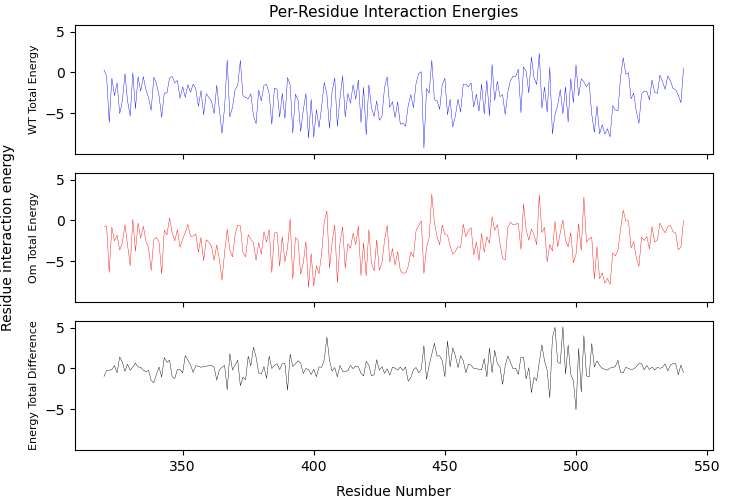 Per-Residue Interaction Energies
Residue interaction energy
WT Total Energy
5
0
−5
Om Total Energy
5
0
−5
Energy Total Difference
5
0
−5
350
400
450
500
550
Residue Number